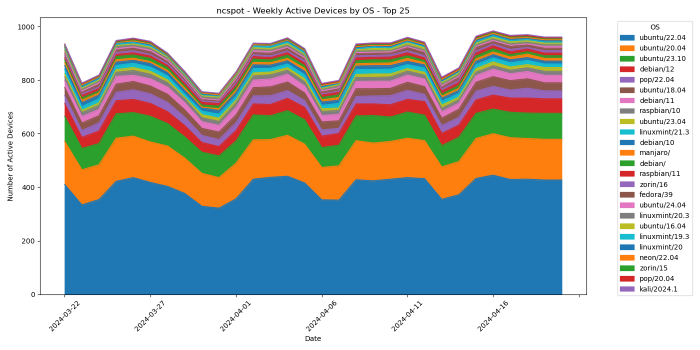 ncspot - Weekly Active Devices by OS - Top 25
Number of Active Devices
1000
800
600
400
200
0
2024-03-22
2024-03-27
2024-04-01
2024-04-06
2024-04-11
2024-04-16
Date
OS
ubuntu/22.04
ubuntu/20.04
ubuntu/23.10
debian/12
pop/22.04
ubuntu/18.04
debian/11
raspbian/10
ubuntu/23.04
linuxmint/21.3
debian/10
manjaro/
debian/
raspbian/11
zorin/16
fedora/39
ubuntu/24.04
linuxmint/20.3
ubuntu/16.04
linuxmint/19.3
linuxmint/20
neon/22.04
zorin/15
pop/20.04
kali/2024.1